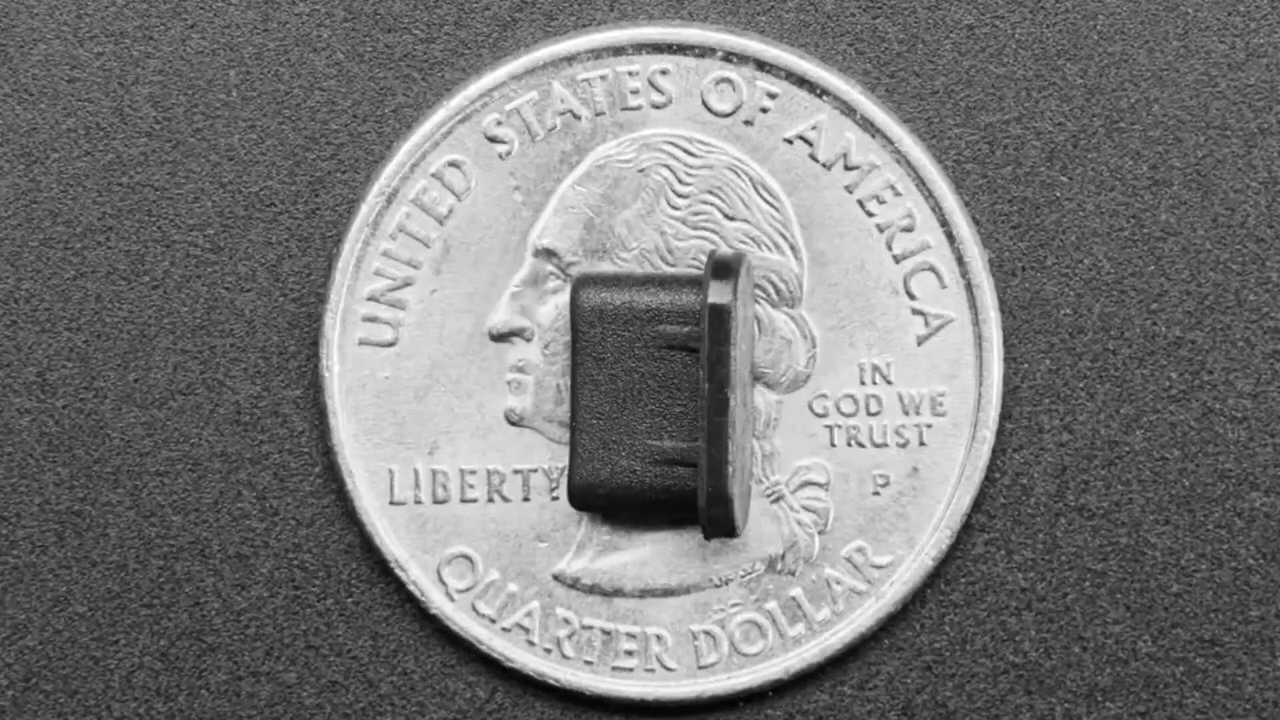 UNITED STATES OF AMERICA
IN
GOD WE
TRUST
LIBERTY
P
QUARTER DOLLAR